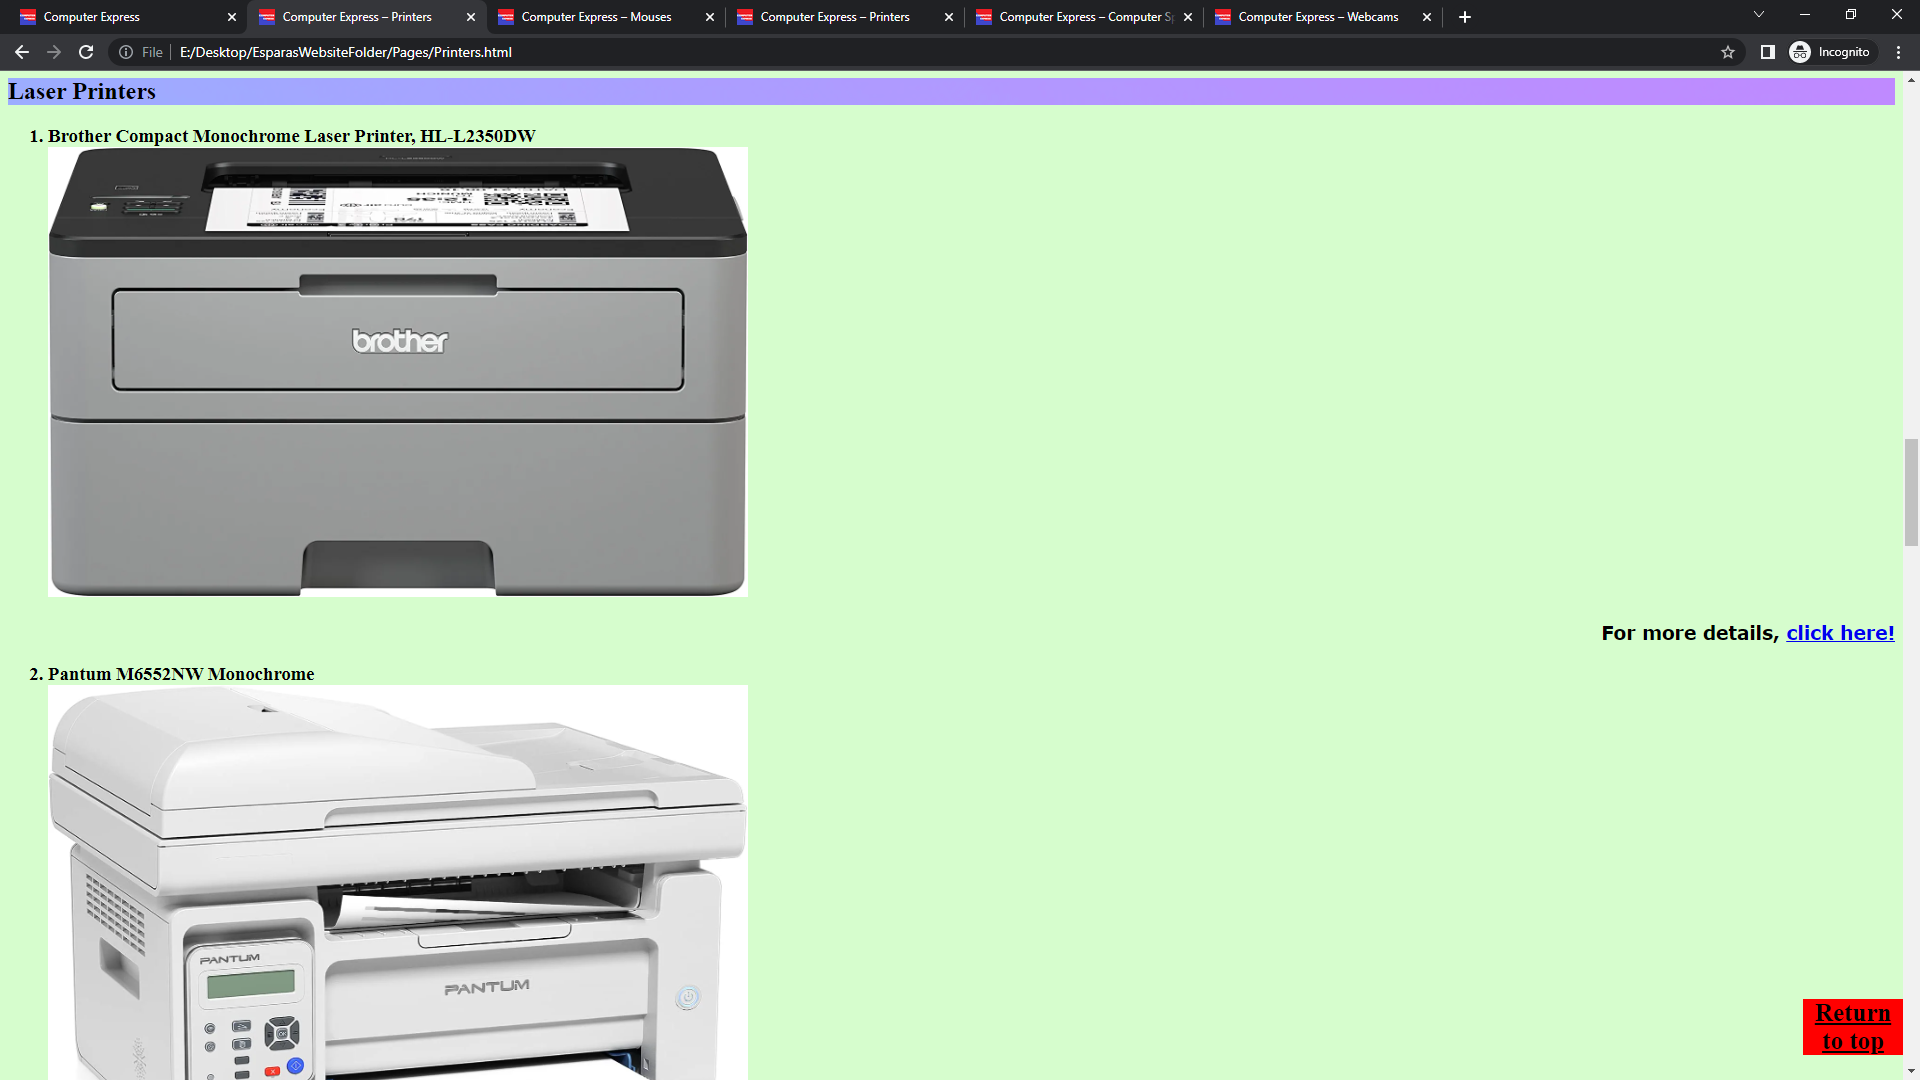 Computer Express
Computer Express – Printers
Computer Express – Mouses
Computer Express – Printers
Computer Express – Computer
Computer Express – Webcams
File
E:/Desktop/EsparasWebsiteFolder/Pages/Printers.html
Incognito
Laser Printers
1. Brother Compact Monochrome Laser Printer, HL-L2350DW
brother
For more details, click here!
2. Pantum M6552NW Monochrome
PANTUM
PANTUM
OK
Return
to top